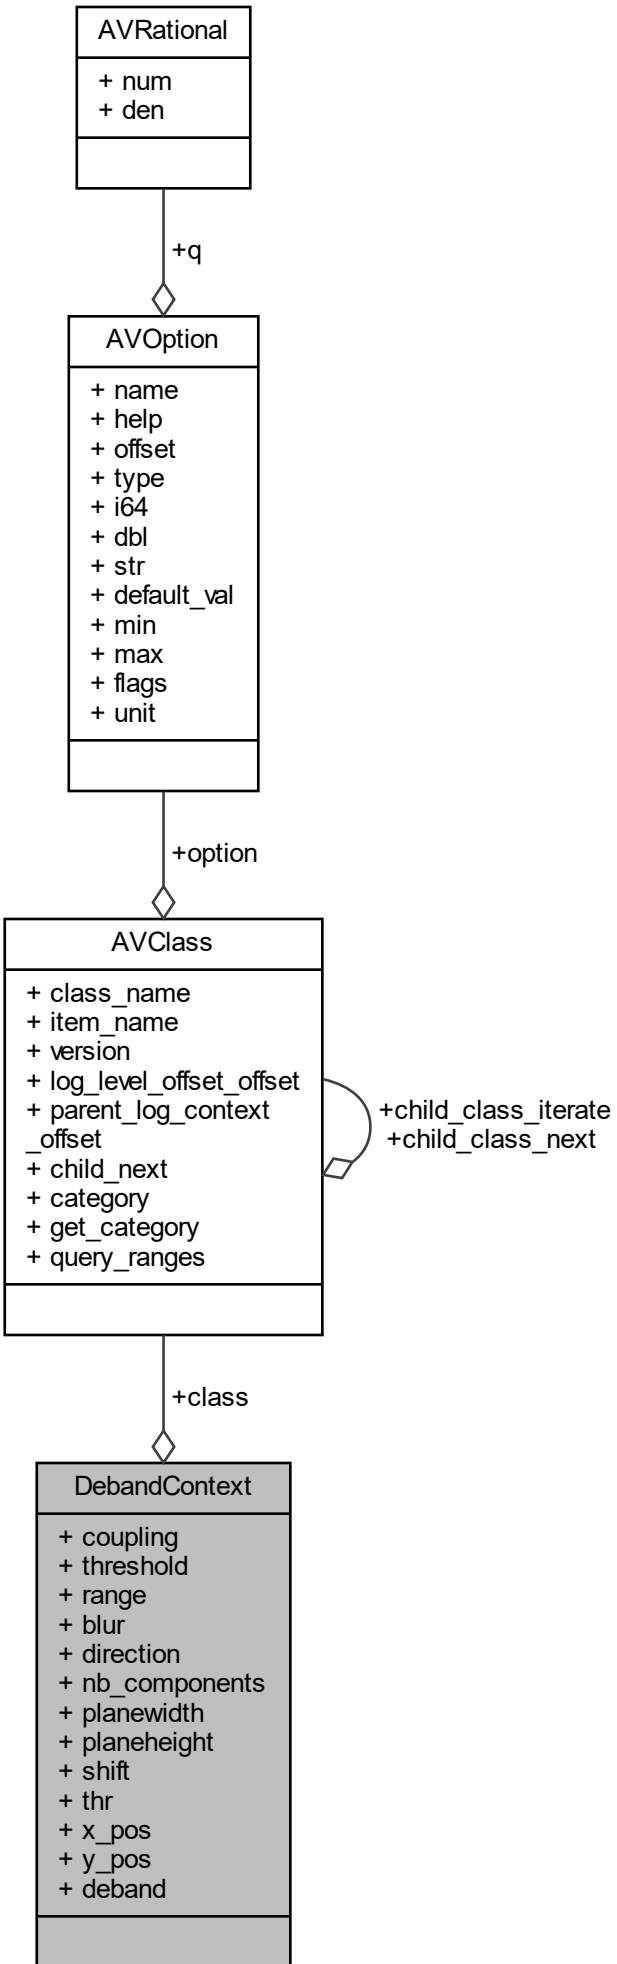 AVRational
+ num
+ den
+q
AVOption
+ name
+ help
+ offset
+ type
+ i64
+ dbl
+ str
+ default_val
+ min
+ max
+ flags
+ unit
+option
AVClass
+ class_name
+ item_name
+ version
+ log_level_offset_offset
+ parent_log_context
_offset
+ child_next
+ category
+ get_category
+ query_ranges
+child_class_iterate
+child_class_next
+class
DebandContext
+ coupling
+ threshold
+ range
+ blur
+ direction
+ nb_components
+ planewidth
+ planeheight
+ shift
+ thr
+ x_pos
+ y_pos
+ deband